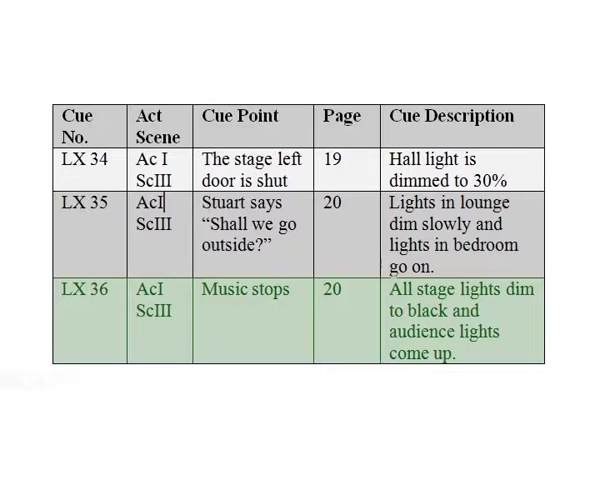 Cue No. Act Scene Cue Point Page Cue Description
LX 34 Ac I ScIII The stage left door is shut 19 Hall light is dimmed to 30%
LX 35 AcI ScIII Stuart says “Shall we go outside?” 20 Lights in lounge dim slowly and lights in bedroom go on.
LX 36 AcI ScIII Music stops 20 All stage lights dim to black and audience lights come up.